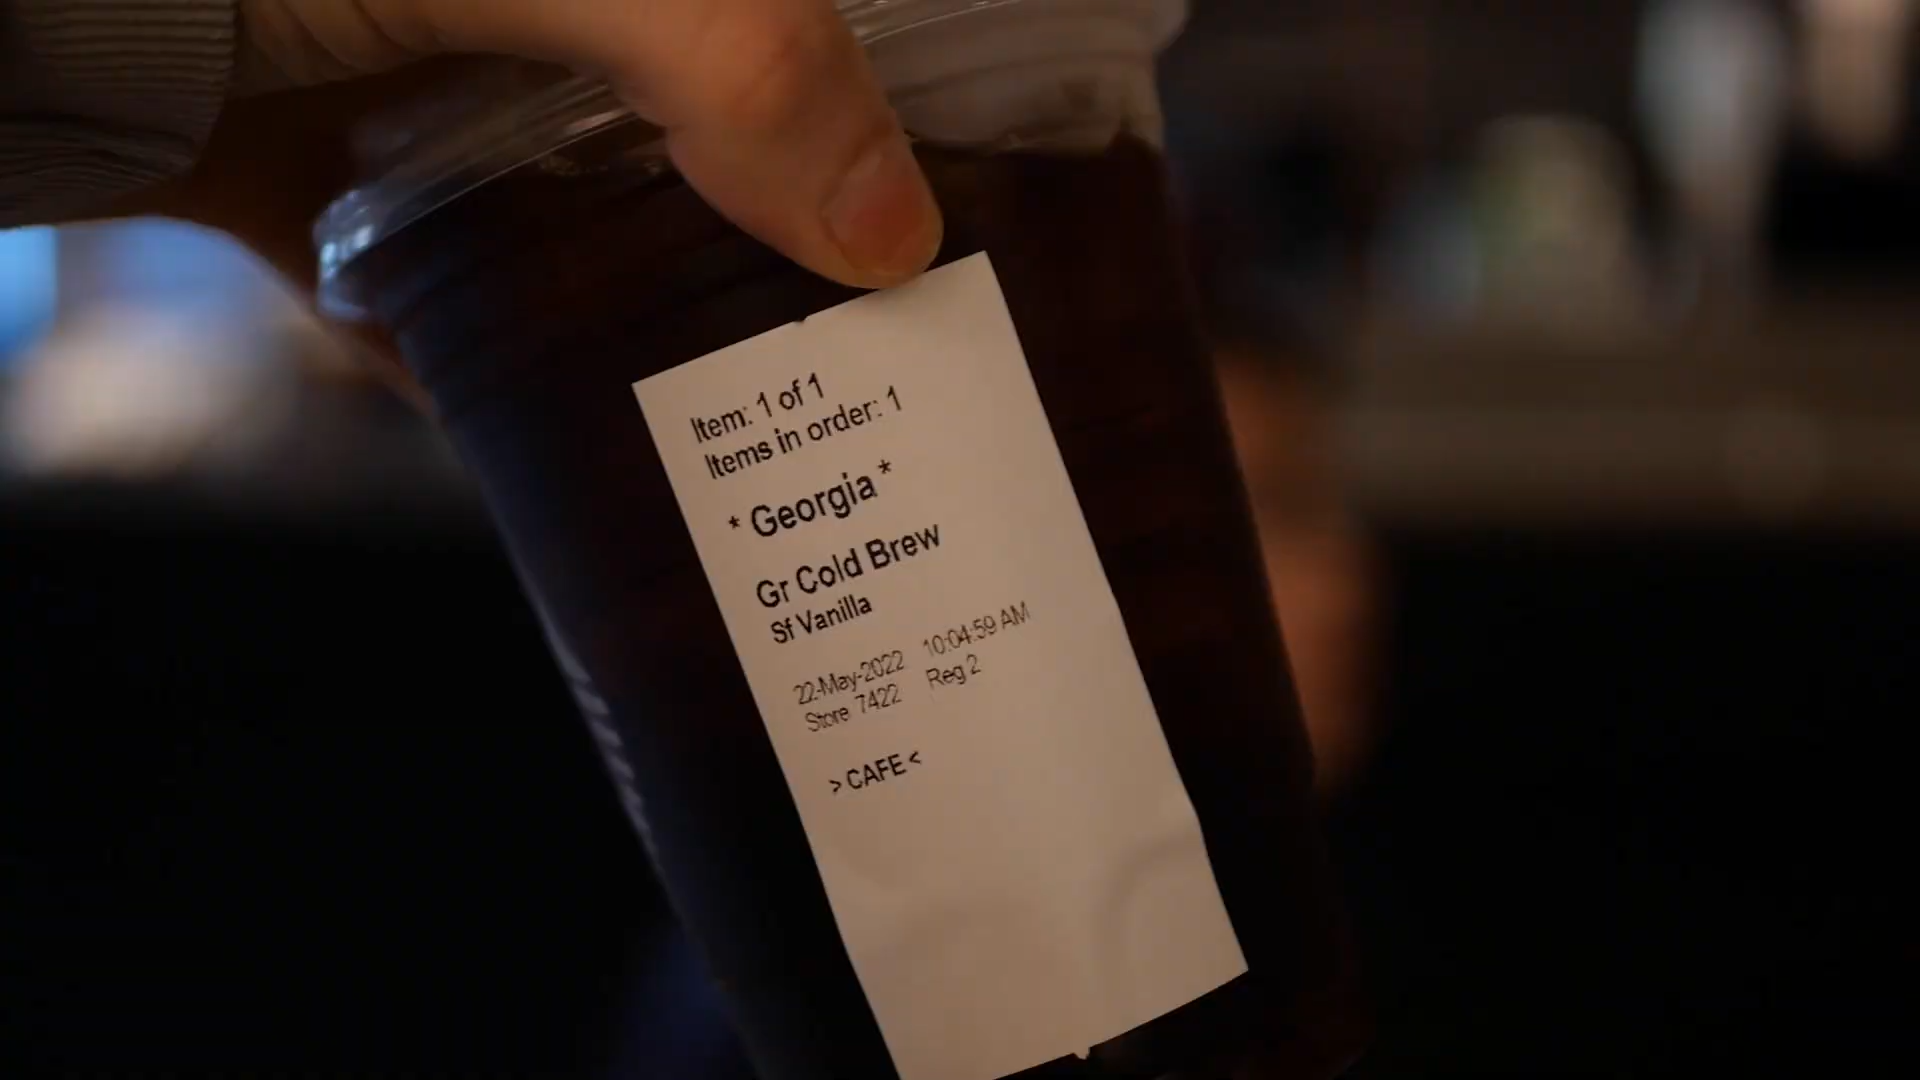 Item: 1 of 1
Items in order: 1
* Georgia *
Gr Cold Brew
Sf Vanilla
22-May-2022 10:04:59 AM
Store 7422 Reg 2
>CAFE<